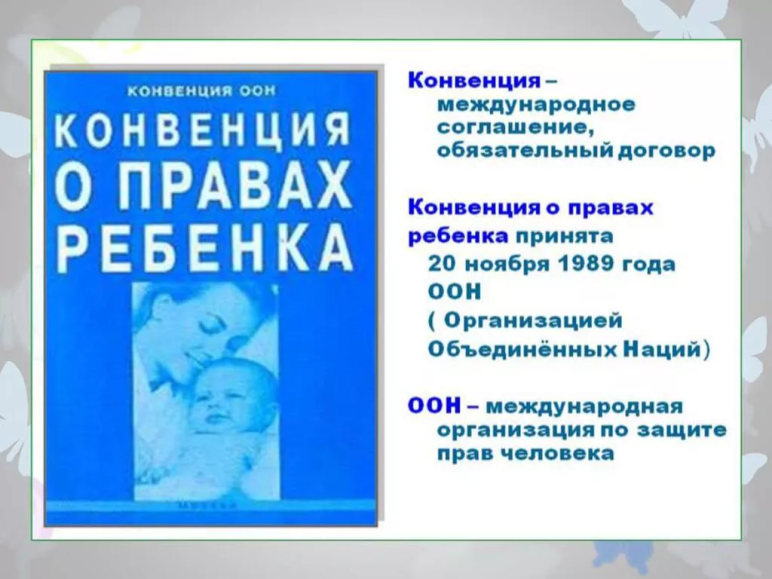 КОНВЕНЦИЯ ООН
КОНВЕНЦИЯ
О ПРАВАХ
РЕБЕНКА
МОСКВА
Конвенция –
международное
соглашение,
обязательный договор
Конвенция о правах
ребенка принята
20 ноября 1989 года
ООН
( Организацией
Объединённых Наций)
ООН – международная
организация по защите
прав человека